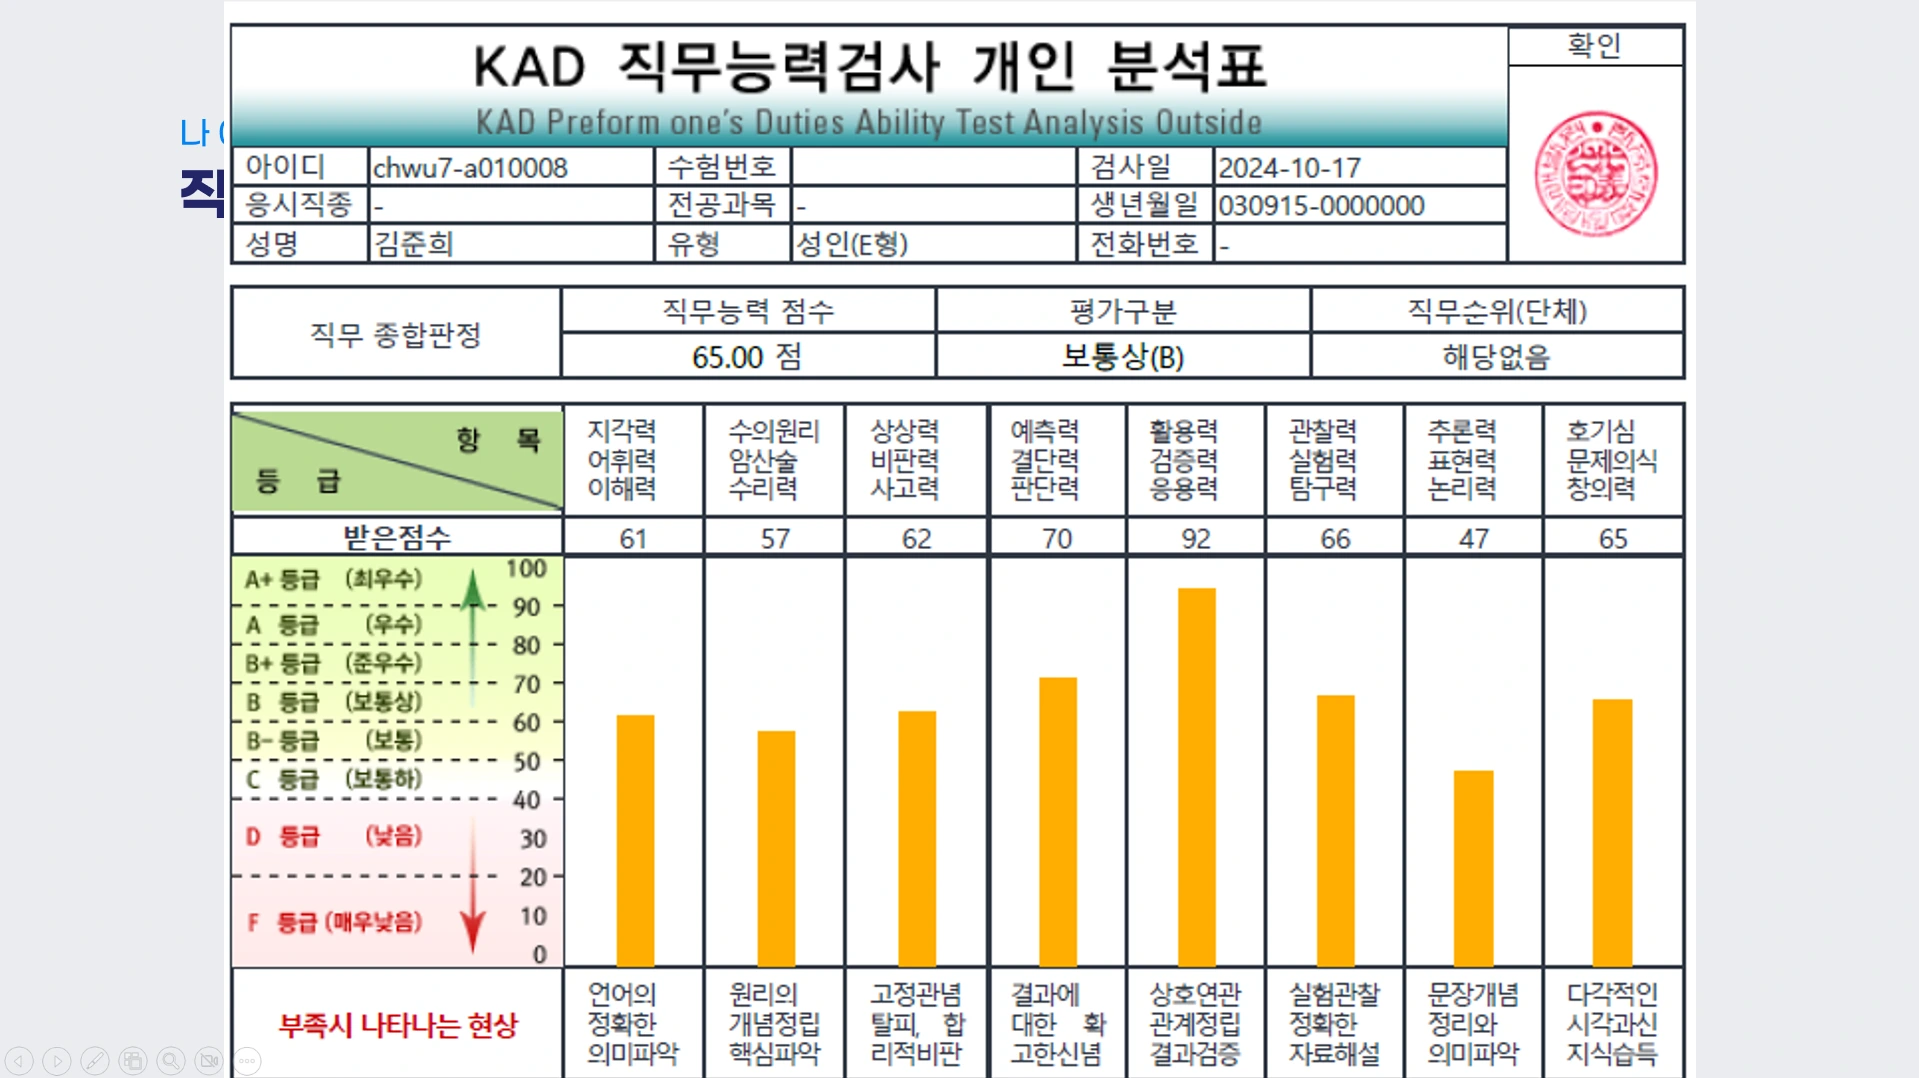 KAD 직무능력검사 개인 분석표
확인
KAD Preform one's Duties Ability Test Analysis Outside
나
직
아이디 chwu7-a010008 수험번호 검사일 2024-10-17
응시직종 - 전공과목 - 생년월일 030915-0000000
성명 김준희 유형 성인(E형) 전화번호 -
직무 종합판정 직무능력 점수 평가구분 직무순위(단체)
65.00 점 보통상(B) 해당없음
항 목
등 급
지각력 수의원리 상상력 예측력 활용력 관찰력 추론력 호기심
어휘력 암산술 비판력 결단력 검증력 실험력 표현력 문제의식
이해력 수리력 사고력 판단력 응용력 탐구력 논리력 창의력
받은점수 61 57 62 70 92 66 47 65
100
A+ 등급 (최우수)
90
A 등급 (우수)
80
B+ 등급 (준우수)
70
B 등급 (보통상)
60
B- 등급 (보통)
50
C 등급 (보통하)
40
D 등급 (낮음)
30
20
10
F 등급 (매우낮음)
0
부족시 나타나는 현상
언어의 원리의 고정관념 결과에 상호연관 실험관찰 문장개념 다각적인
정확한 개념정립 탈피, 합 대한 확 관계정립 정확한 정리와 시각과신
의미파악 핵심파악 리적비판 고한신념 결과검증 자료해설 의미파악 지식습득